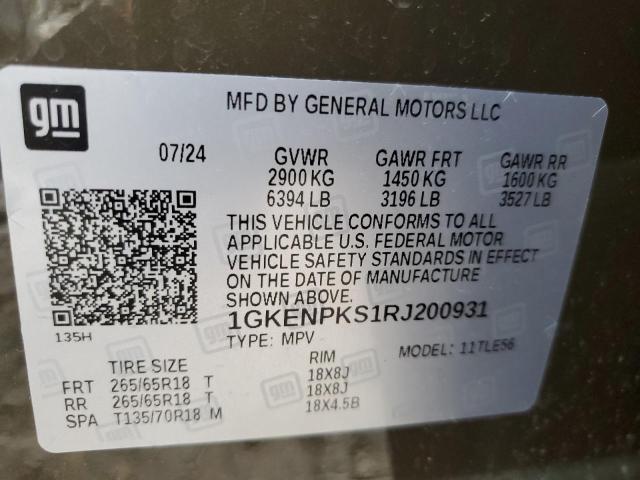 gm
MFD BY GENERAL MOTORS LLC
07/24 GVWR GAWR FRT GAWR RR
2900 KG 1450 KG 1600 KG
6394 LB 3196 LB 3527 LB
THIS VEHICLE CONFORMS TO ALL
APPLICABLE U.S. FEDERAL MOTOR
VEHICLE SAFETY STANDARDS IN EFFECT
ON THE DATE OF MANUFACTURE
SHOWN ABOVE.
1GKENPKS1RJ200931
135H
TYPE: MPV MODEL: 11TLE56
TIRE SIZE RIM
FRT 265/65R18 T 18X8J
RR 265/65R18 T 18X8J
SPA T135/70R18 M 18X4.5B